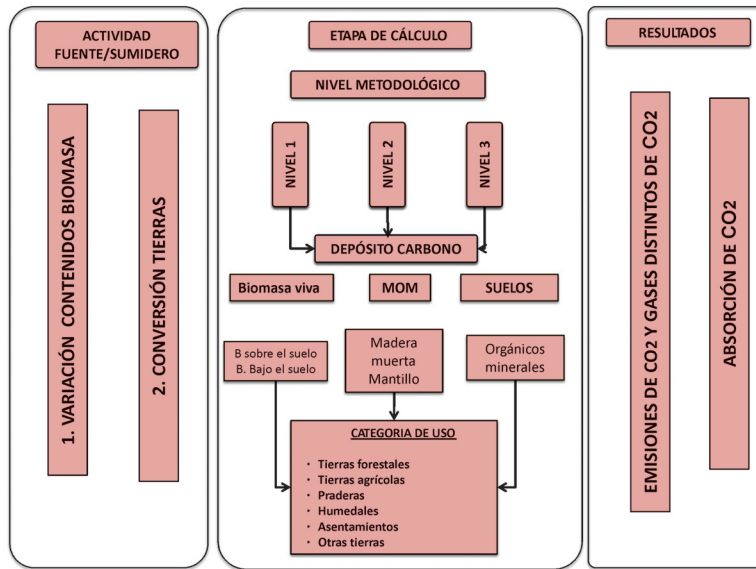 ACTIVIDAD
FUENTE/SUMIDERO
1. VARIACIÓN CONTENIDOS BIOMASA
2. CONVERSIÓN TIERRAS
ETAPA DE CÁLCULO
NIVEL METODOLÓGICO
NIVEL 1
NIVEL 2
NIVEL 3
DEPÓSITO CARBONO
Biomasa viva
MOM
SUELOS
B sobre el suelo
B. Bajo el suelo
Madera
muerta
Mantillo
Orgánicos
minerales
CATEGORIA DE USO
· Tierras forestales
· Tierras agrícolas
· Praderas
· Humedales
· Asentamientos
· Otras tierras
RESULTADOS
EMISIONES DE CO2 Y GASES DISTINTOS DE CO2
ABSORCIÓN DE CO2